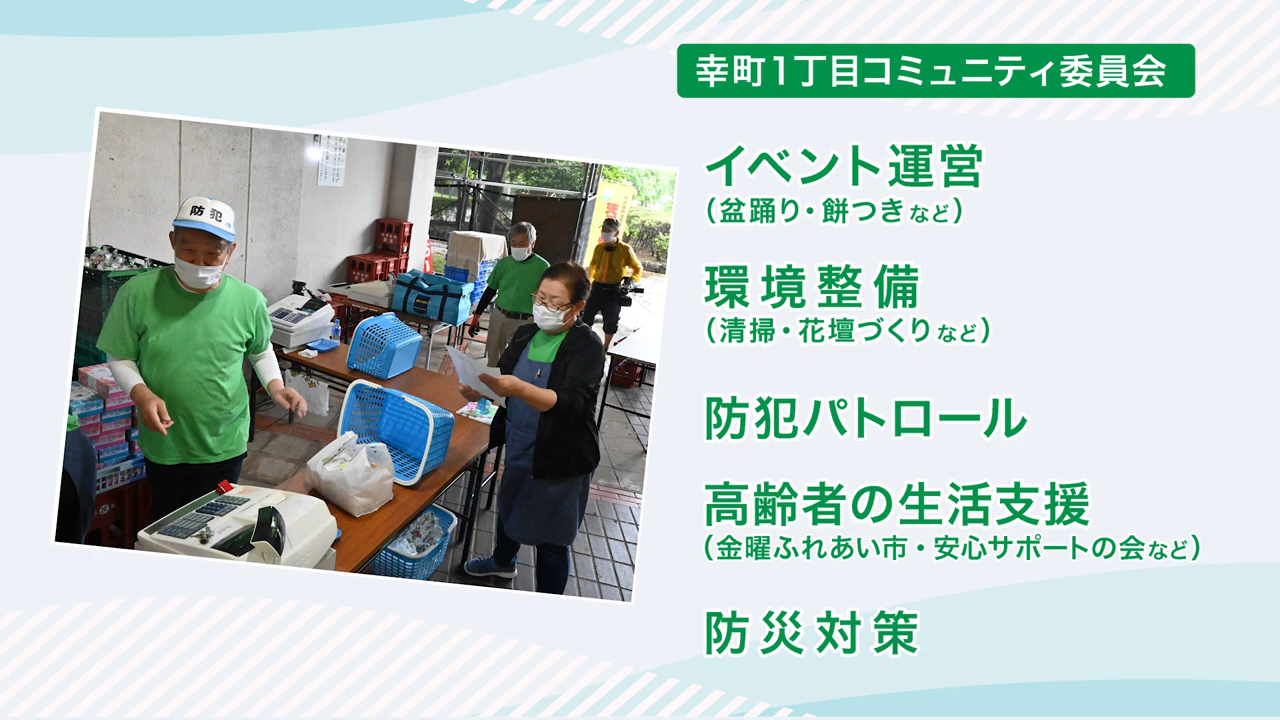 幸町1丁目コミュニティ委員会
イベント運営
（盆踊り・餅つきなど）
環境整備
（清掃・花壇づくりなど）
防犯パトロール
高齢者の生活支援
（金曜ふれあい市・安心サポートの会など）
防災対策
防犯